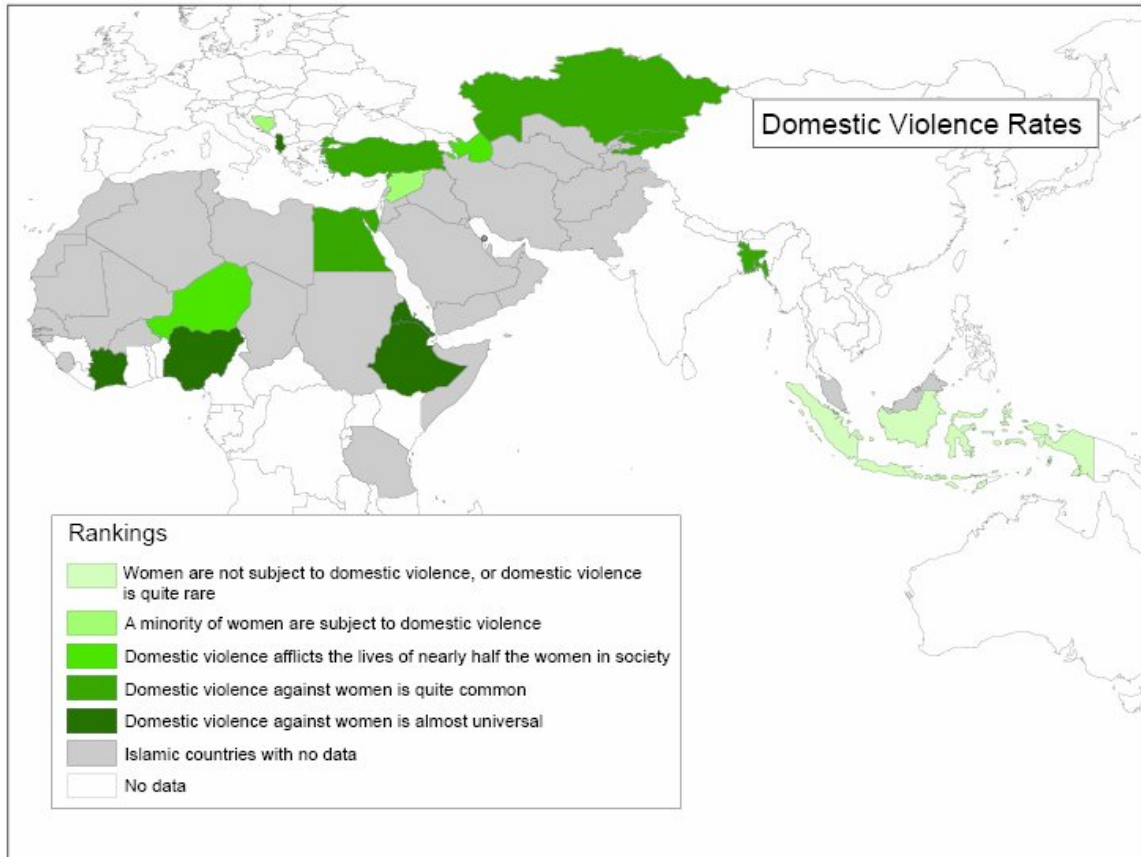 Domestic Violence Rates
Rankings
Women are not subject to domestic violence, or domestic violence
is quite rare
A minority of women are subject to domestic violence
Domestic violence afflicts the lives of nearly half the women in society
Domestic violence against women is quite common
Domestic violence against women is almost universal
Islamic countries with no data
No data